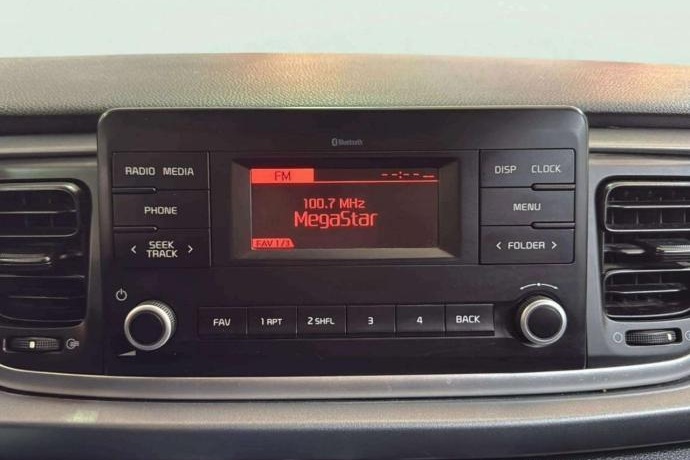 Bluetooth
RADIO MEDIA
PHONE
SEEK
TRACK
FM --:--
100.7 MHz
MegaStar
FAV 1/3
DISP CLOCK
MENU
FOLDER
FAV 1 RPT 2 SHFL 3 4 BACK